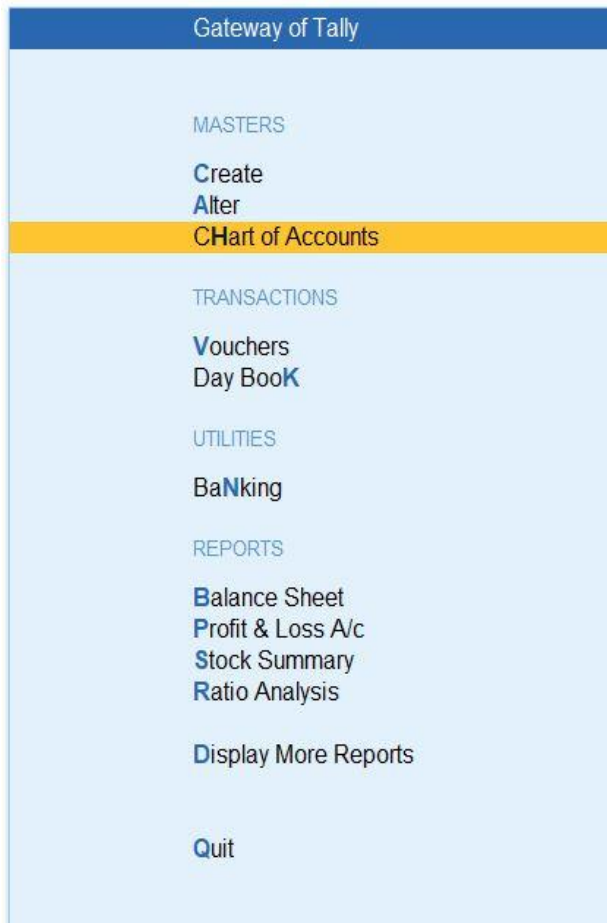 Gateway of Tally
MASTERS
Create
Alter
CHart of Accounts
TRANSACTIONS
Vouchers
Day BooK
UTILITIES
BaNking
REPORTS
Balance Sheet
Profit & Loss A/c
Stock Summary
Ratio Analysis
Display More Reports
Quit